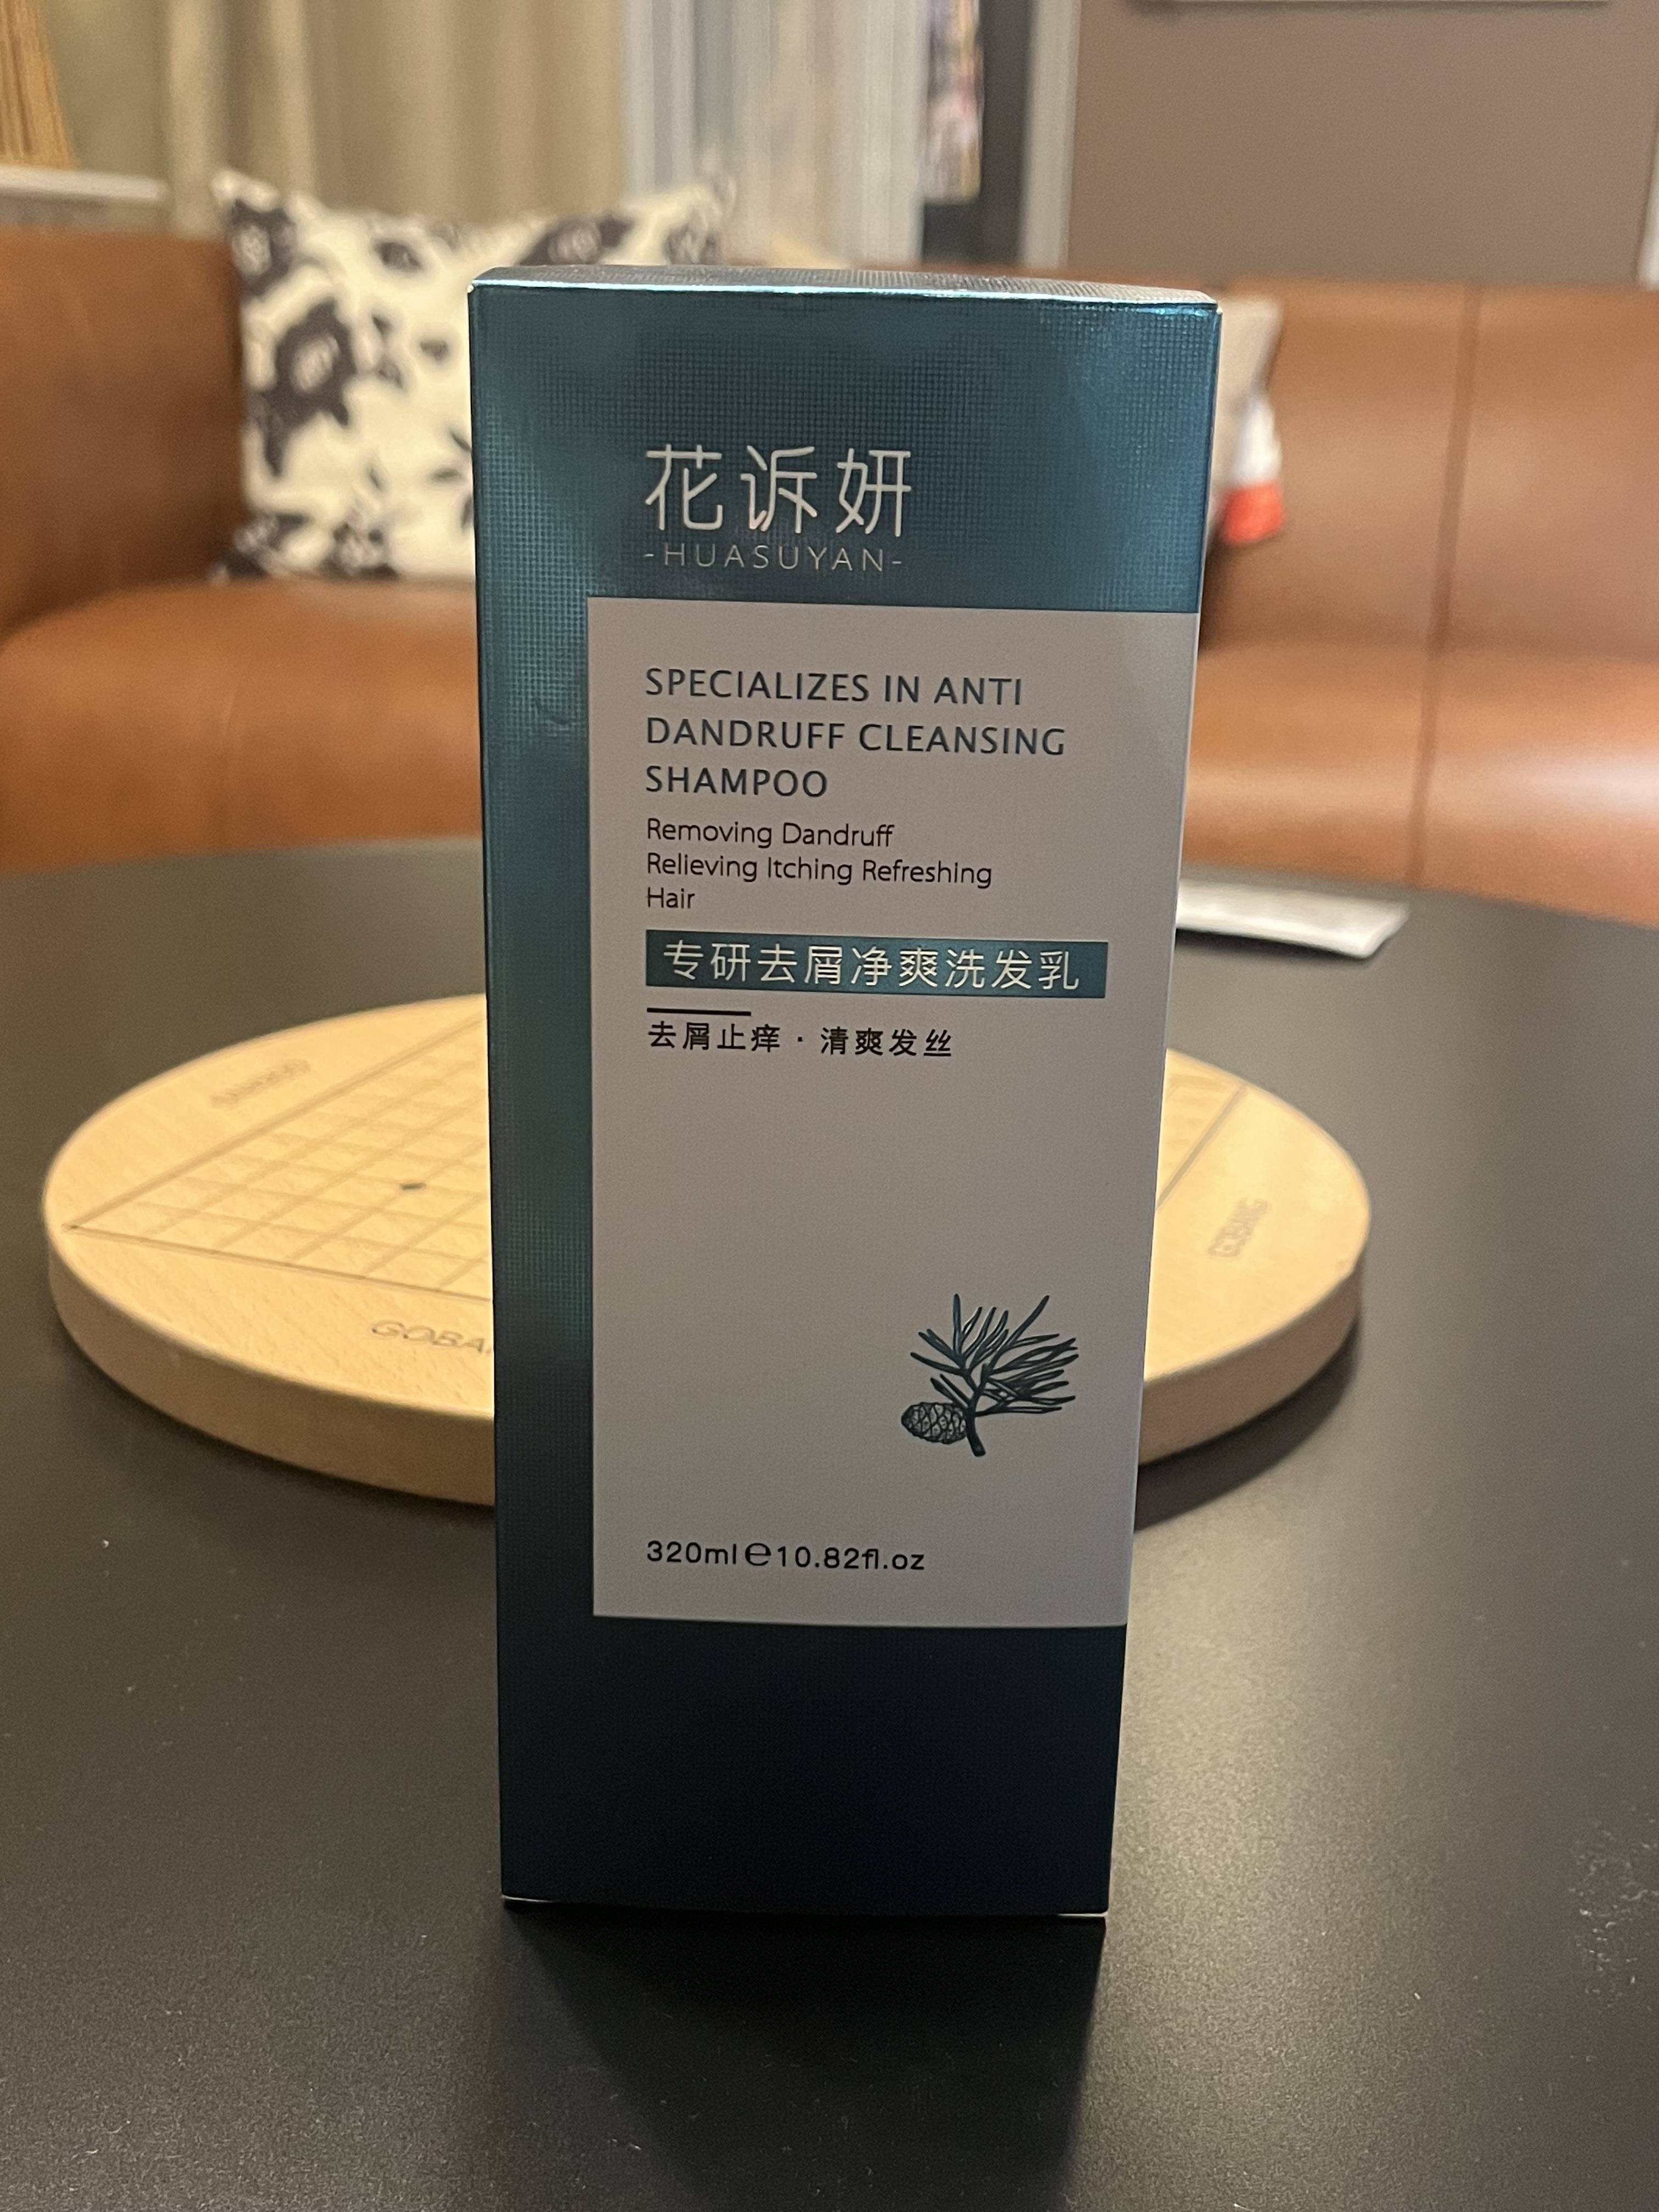 花诉妍
-HUASUYAN-
SPECIALIZES IN ANTI
DANDRUFF CLEANSING
SHAMPOO
Removing Dandruff
Relieving Itching Refreshing
Hair
专研去屑净爽洗发乳
去屑止痒·清爽发丝
320ml℮10.82fl.oz
GOBANG